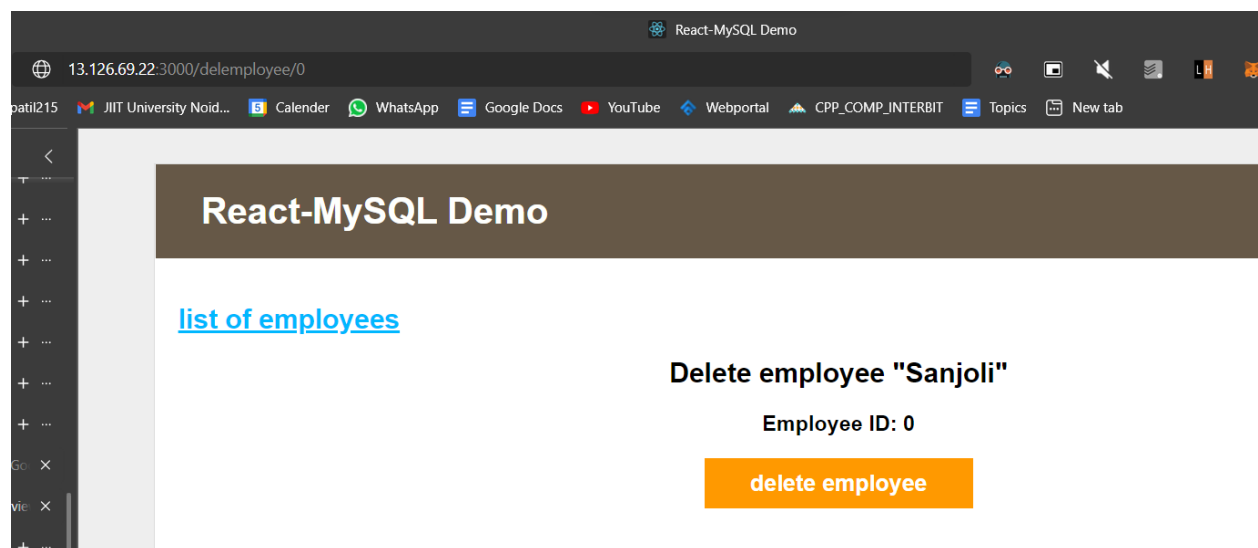 React-MySQL Demo
13.126.69.22:3000/delemployee/0
LH
patil215 JIIT University Noid... 5 Calender WhatsApp Google Docs YouTube Webportal CPP_COMP_INTERBIT Topics New tab
React-MySQL Demo
list of employees
Delete employee "Sanjoli"
Employee ID: 0
delete employee